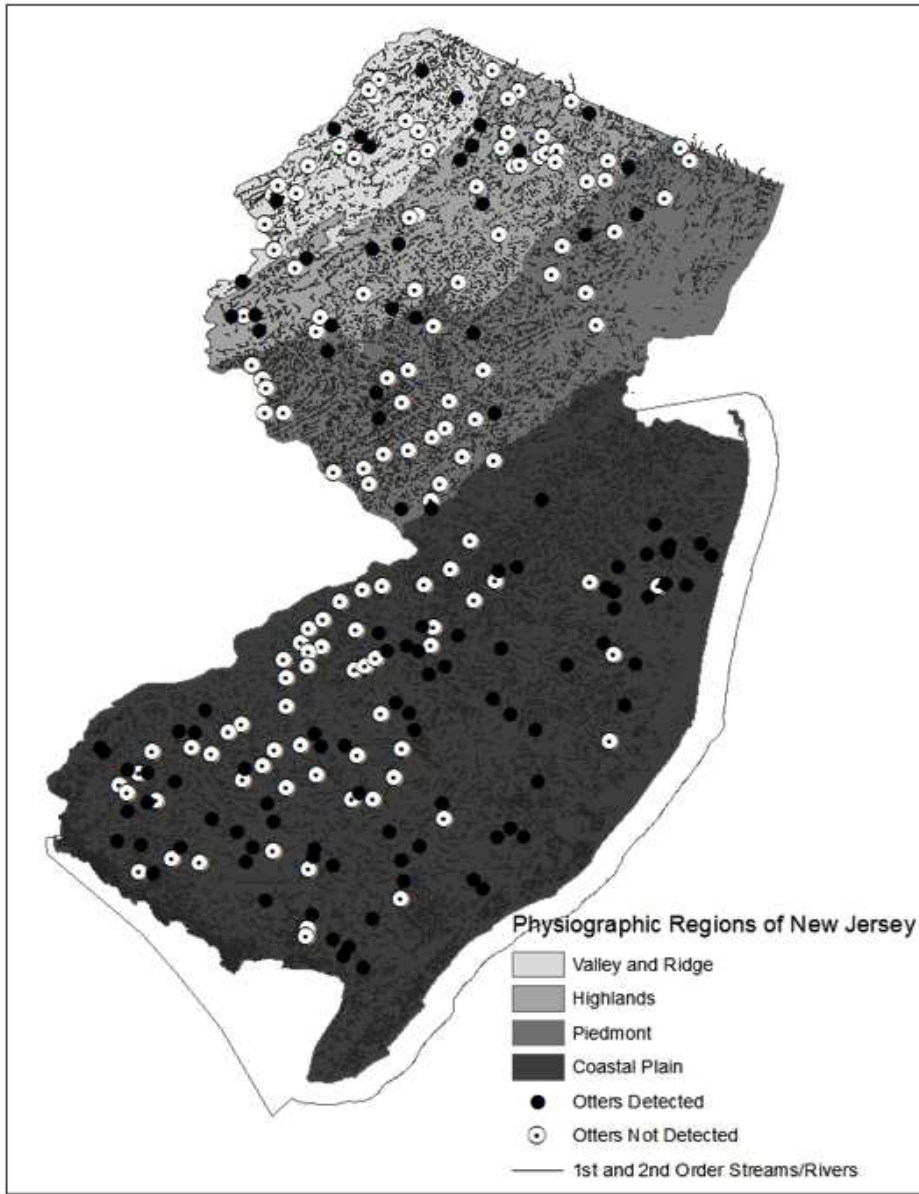 Physiographic Regions of New Jersey
Valley and Ridge
Highlands
Piedmont
Coastal Plain
Otters Detected
Otters Not Detected
1st and 2nd Order Streams/Rivers